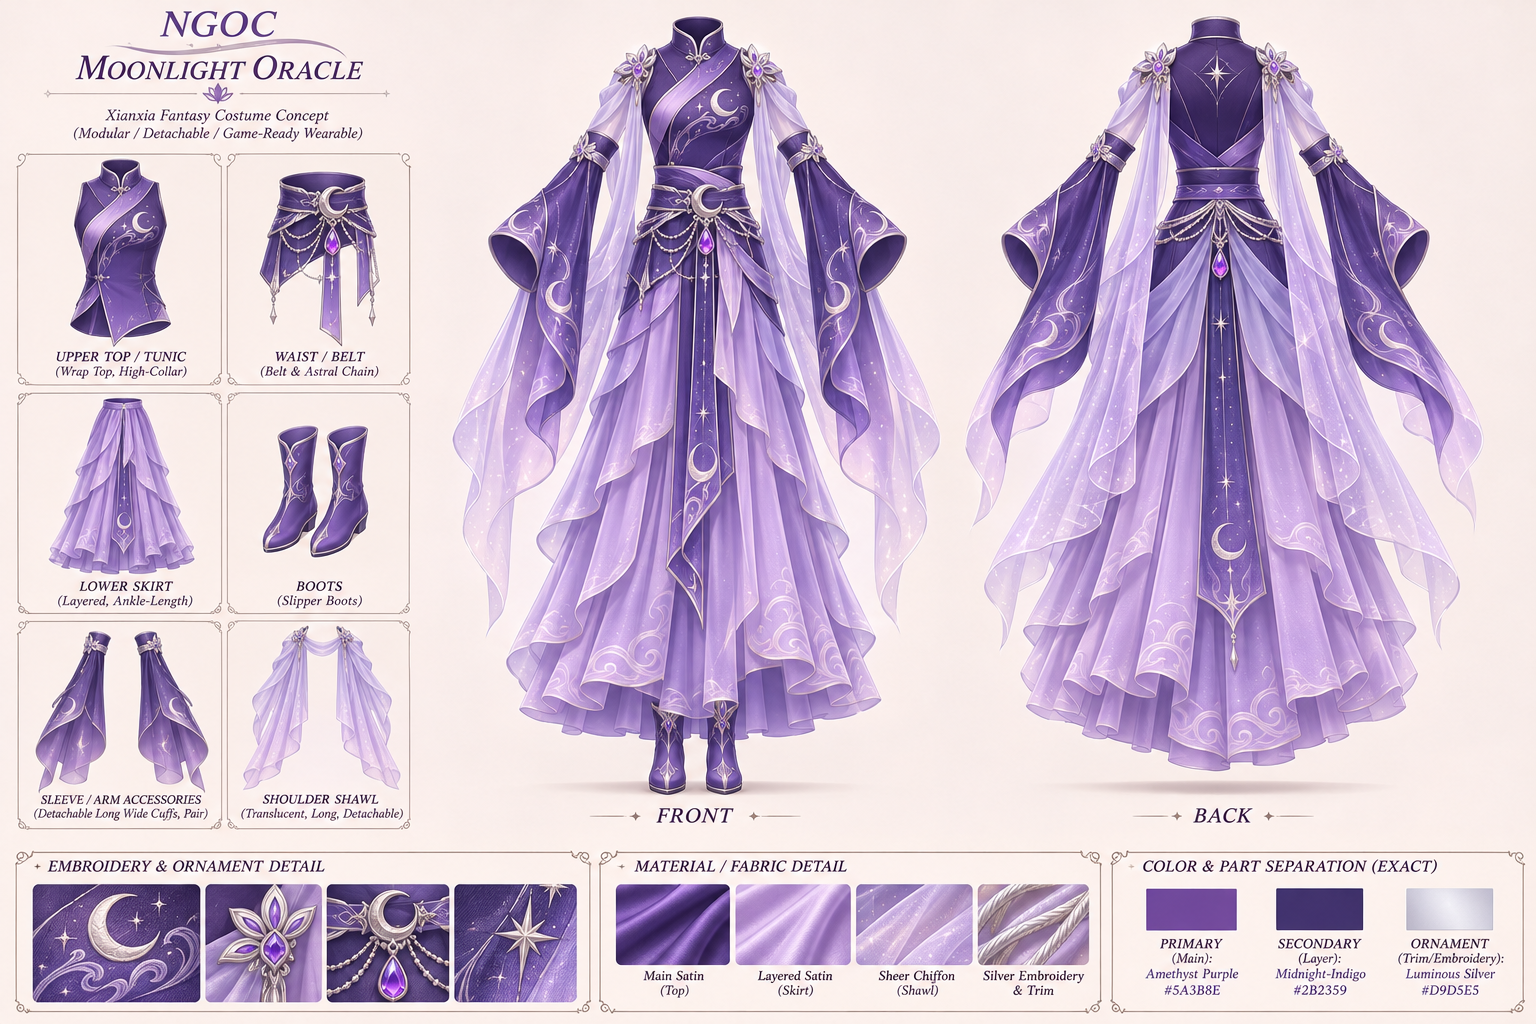 NGOC
MOONLIGHT ORACLE
Xianxia Fantasy Costume Concept
(Modular / Detachable / Game-Ready Wearable)
UPPER TOP / TUNIC
(Wrap Top, High-Collar)
WAIST / BELT
(Belt & Astral Chain)
LOWER SKIRT
(Layered, Ankle-Length)
BOOTS
(Slipper Boots)
SLEEVE / ARM ACCESSORIES
(Detachable Long Wide Cuffs, Pair)
SHOULDER SHAWL
(Translucent, Long, Detachable)
FRONT
BACK
EMBROIDERY & ORNAMENT DETAIL
MATERIAL / FABRIC DETAIL
Main Satin
(Top)
Layered Satin
(Skirt)
Sheer Chiffon
(Shawl)
Silver Embroidery
& Trim
COLOR & PART SEPARATION (EXACT)
PRIMARY
(Main):
Amethyst Purple
#5A3B8E
SECONDARY
(Layer):
Midnight-Indigo
#2B2359
ORNAMENT
(Trim/Embroidery):
Luminous Silver
#D9D5E5